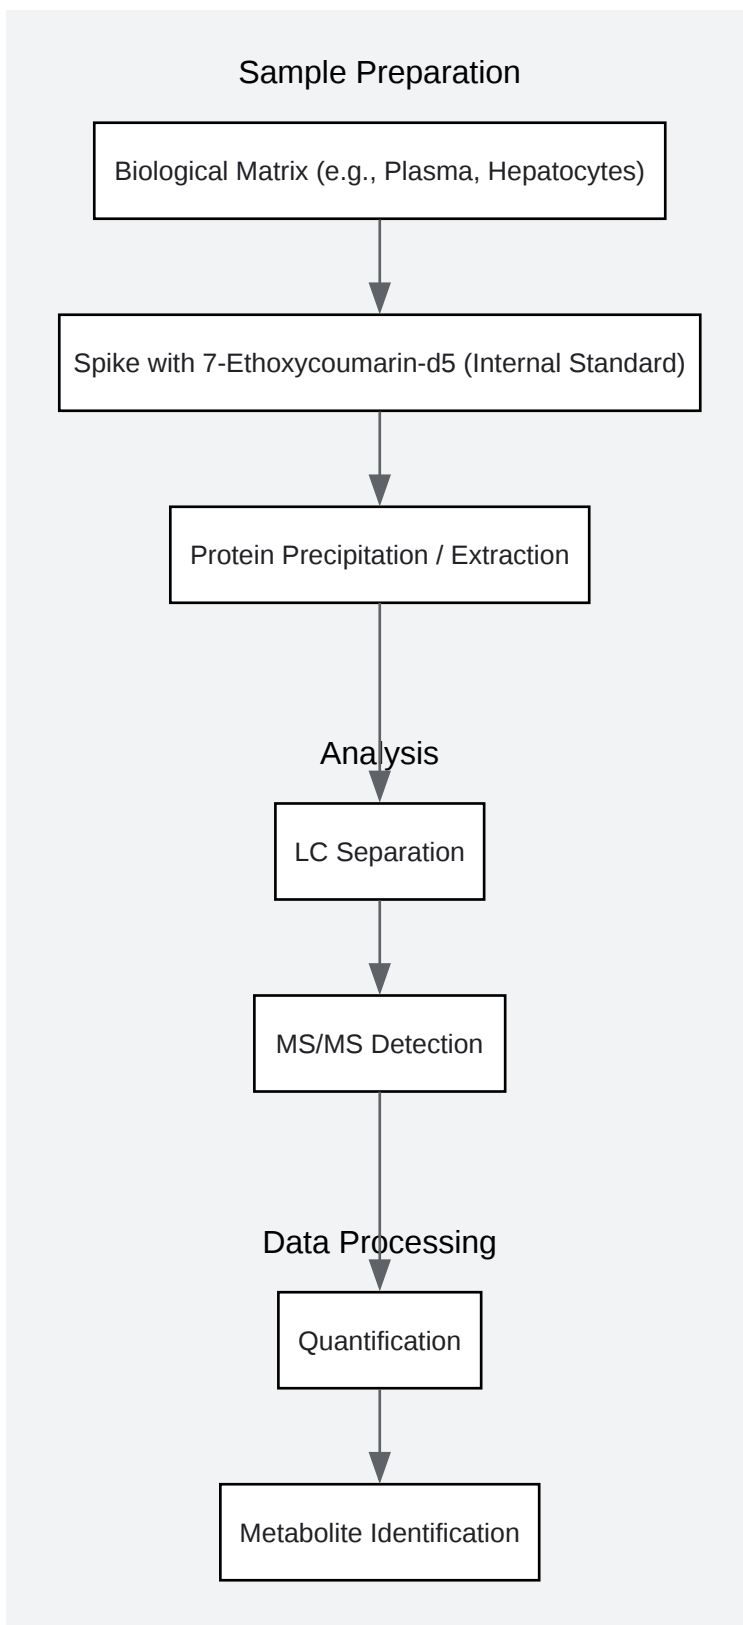 Sample Preparation
Biological Matrix (e.g., Plasma, Hepatocytes)
Spike with 7-Ethoxycoumarin-d5 (Internal Standard)
Protein Precipitation / Extraction
Analysis
LC Separation
MS/MS Detection
Data Processing
Quantification
Metabolite Identification